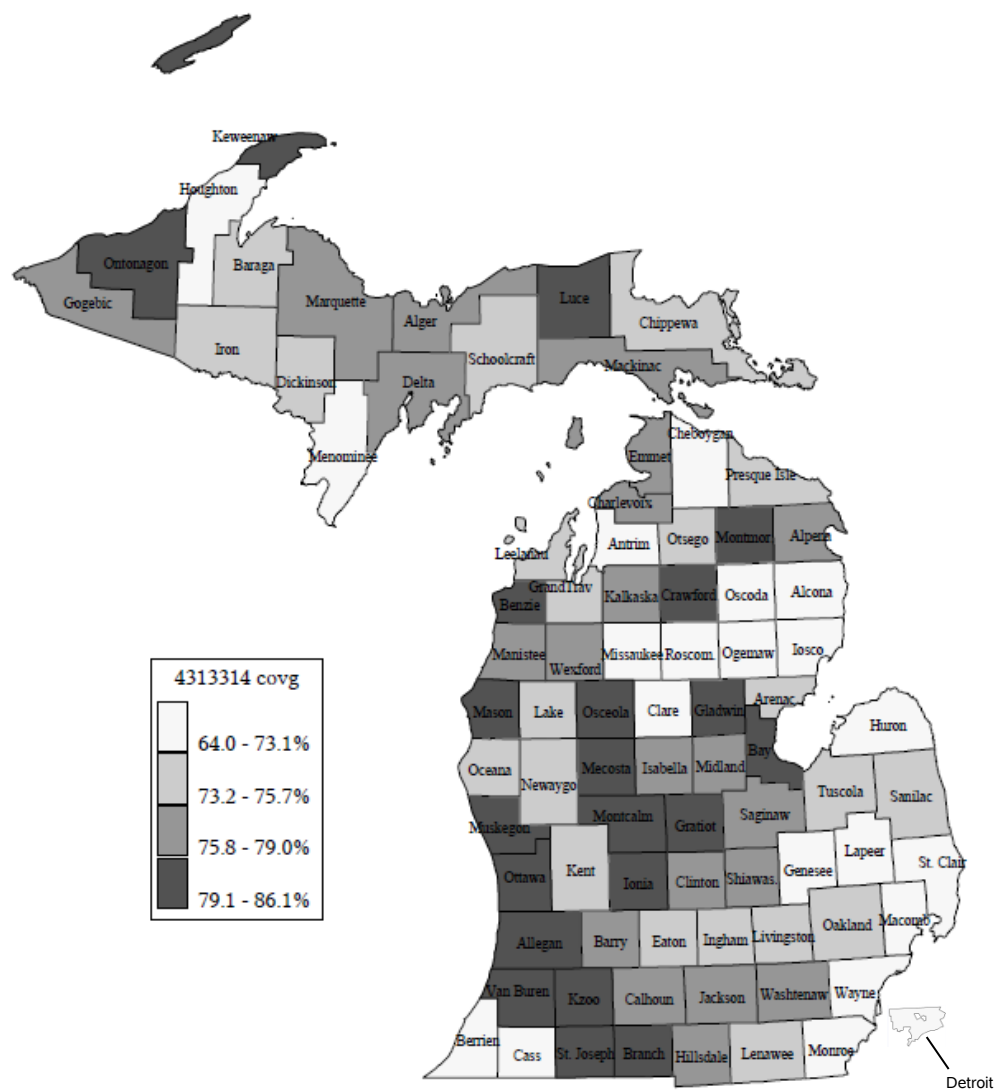 Keweenaw
Houghton
Ontonagon
Baraga
Gogebic
Marquette
Luce
Alger
Chippewa
Iron
Schoolcraft
Mackinac
Dickinson
Delta
Menominee
Cheboygan
Emmet
Presque Isle
Charlevoix
Antrim
Otsego
Montmor
Alpena
Leelanau
GrandTrav
Benzie
Kalkaska
Crawford
Oscoda
Alcona
Manistee
Wexford
Missaukee
Roscom.
Ogemaw
Iosco
4313314 covg
64.0 - 73.1%
73.2 - 75.7%
75.8 - 79.0%
79.1 - 86.1%
Mason
Lake
Osceola
Clare
Gladwin
Arenac
Huron
Oceana
Newaygo
Mecosta
Isabella
Midland
Bay
Tuscola
Sanilac
Muskegon
Montcalm
Gratiot
Saginaw
Lapeer
St. Clair
Ottawa
Kent
Ionia
Clinton
Shiawas.
Genesee
Allegan
Barry
Eaton
Ingham
Livingston
Oakland
Macomb
Van Buren
Kzoo
Calhoun
Jackson
Washtenaw
Wayne
Berrien
Cass
St. Joseph
Branch
Hillsdale
Lenawee
Monroe
Detroit